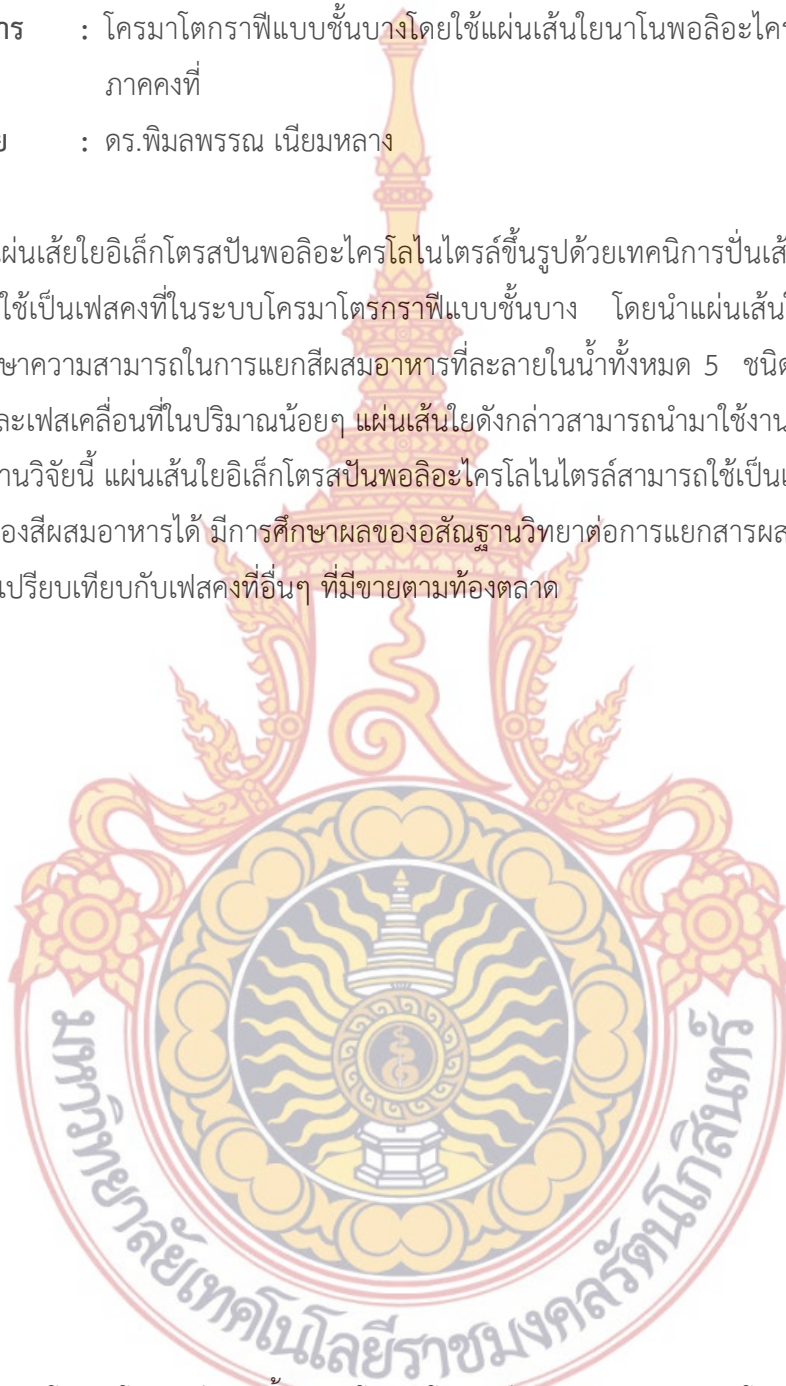 าร : โครมาโตกราฟีแบบชั้นบางโดยใช้แผ่นเส้นใยนาโนพอลิอะไคร
ภาคคงที่
ย : ดร.พิมลพรรณ เนียมหลาง
ผ่นเส้ยใยอิเล็กโตรสปันพอลิอะไครโลไนไตรล์ขึ้นรูปด้วยเทคนิการปั่นเส้
ใช้เป็นเฟสคงที่ในระบบโครมาโตรกราฟีแบบชั้นบาง โดยนำแผ่นเส้นใ
ษาความสามารถในการแยกสีผสมอาหารที่ละลายในน้ำทั้งหมด 5 ชนิด
ละเฟสเคลื่อนที่ในปริมาณน้อยๆ แผ่นเส้นใยดังกล่าวสามารถนำมาใช้งาน
านวิจัยนี้ แผ่นเส้นใยอิเล็กโตรสปันพอลิอะไครโลไนไตรล์สามารถใช้เป็นเ
องสีผสมอาหารได้ มีการศึกษาผลของอสัณฐานวิทยาต่อการแยกสารผส
เปรียบเทียบกับเฟสคงที่อื่นๆ ที่มีขายตามท้องตลาด
มหาวิทยาลัยเทคโนโลยีราชมงคลรัตนโกสินทร์